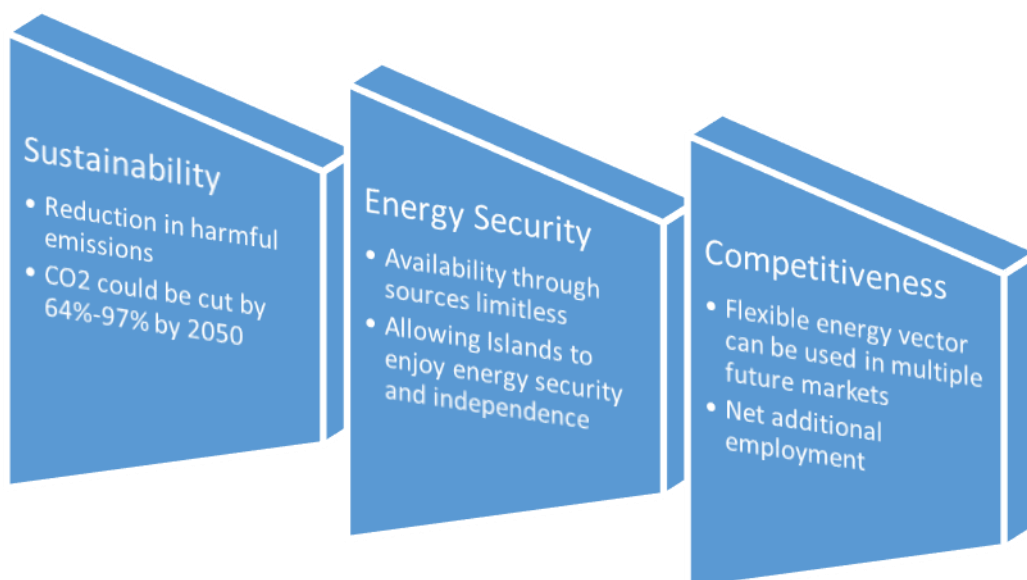 Sustainability
• Reduction in harmful
emissions
• CO2 could be cut by
64%-97% by 2050
Energy Security
• Availability through
sources limitless
• Allowing Islands to
enjoy energy security
and independence
Competitiveness
• Flexible energy vector
can be used in multiple
future markets
• Net additional
employment